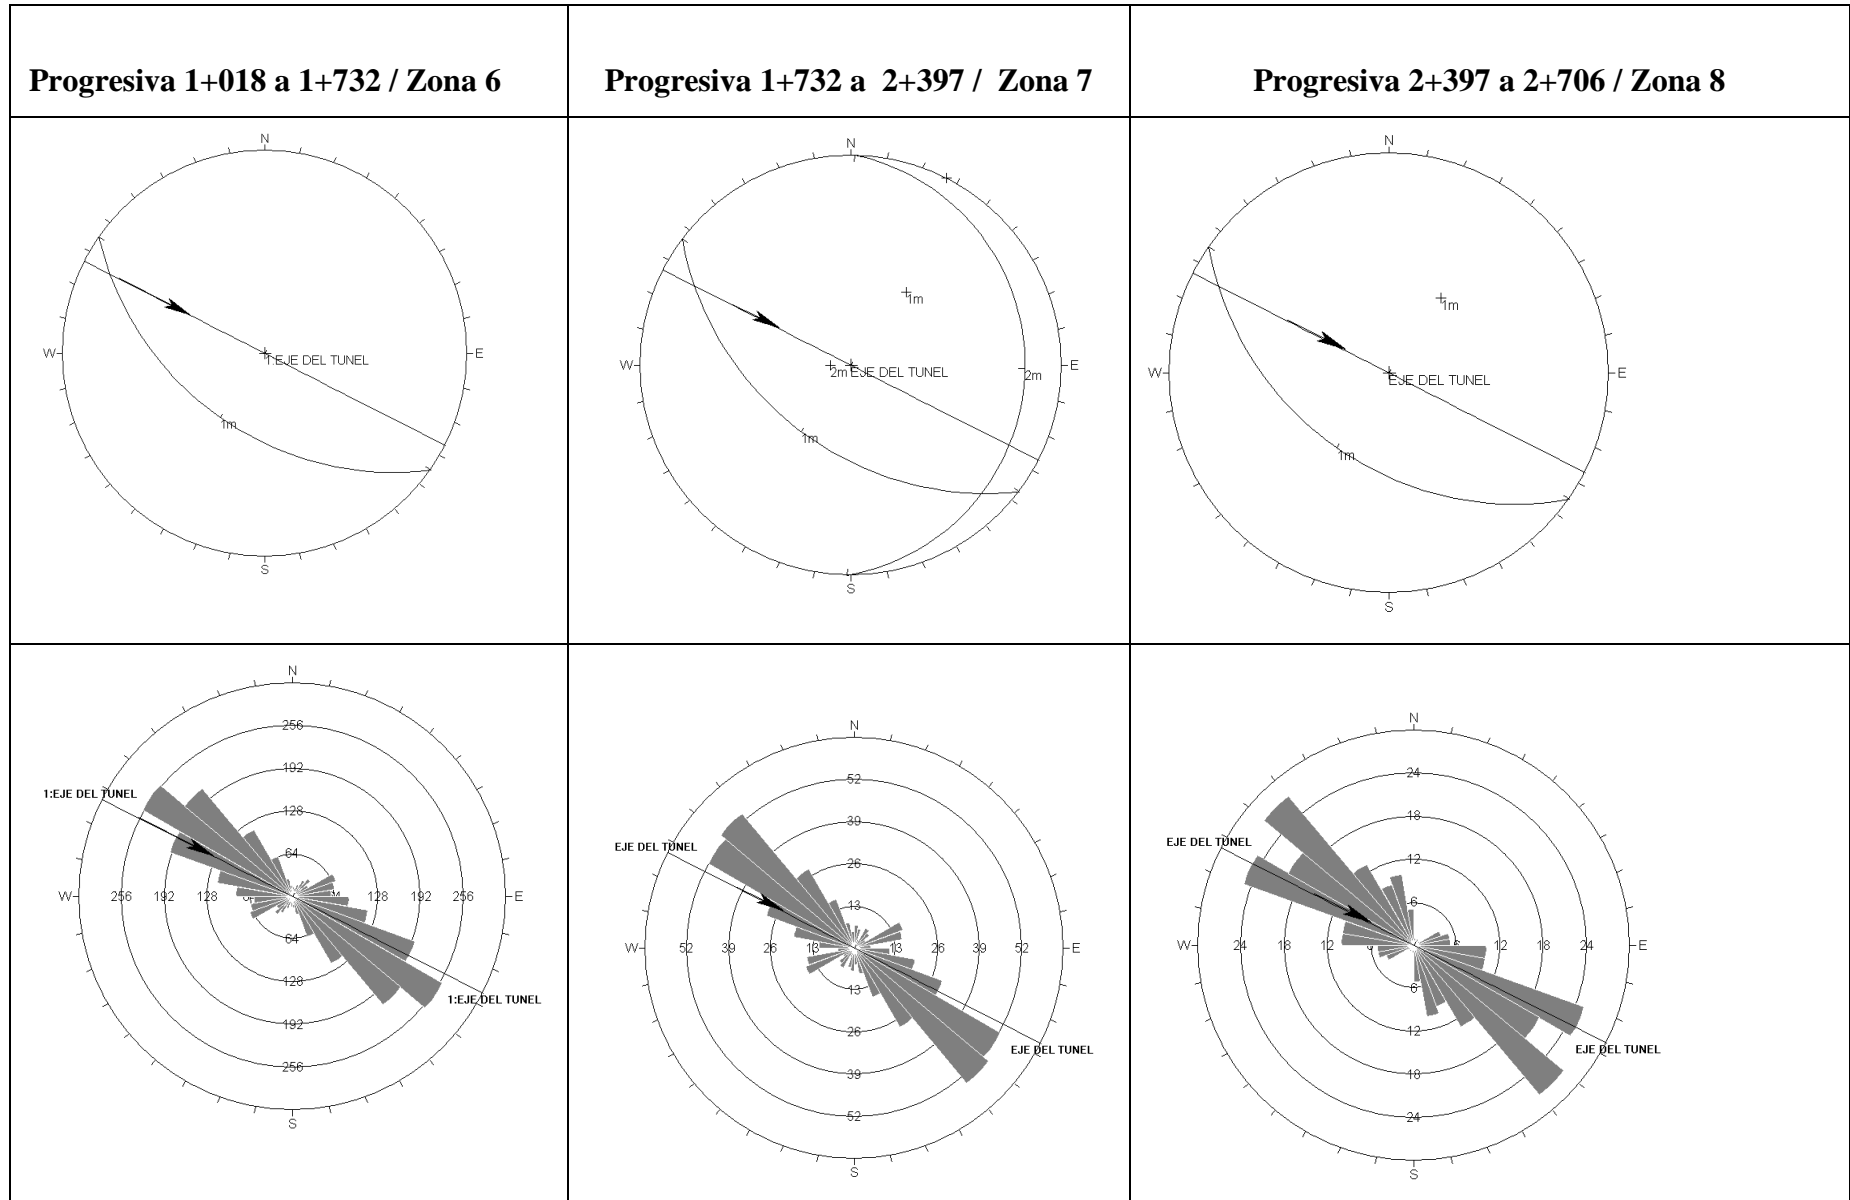 Progresiva 1+018 a 1+732 / Zona 6
Progresiva 1+732 a 2+397 / Zona 7
Progresiva 2+397 a 2+706 / Zona 8
N
W
E
1:EJE DEL TUNEL
1m
S
N
1m
W
E
2m
EJE DEL TUNEL
2m
1m
S
N
1m
W
E
EJE DEL TUNEL
1m
S
N
256
192
1:EJE DEL TUNEL
128
64
W
256
192
128
128
192
256
E
64
128
1:EJE DEL TUNEL
192
256
S
N
52
39
EJE DEL TUNEL
26
13
W
52
39
26
13
13
26
39
52
E
13
26
EJE DEL TUNEL
39
52
S
N
24
18
EJE DEL TUNEL
12
6
W
24
18
12
6
12
18
24
E
6
12
EJE DEL TUNEL
18
24
S